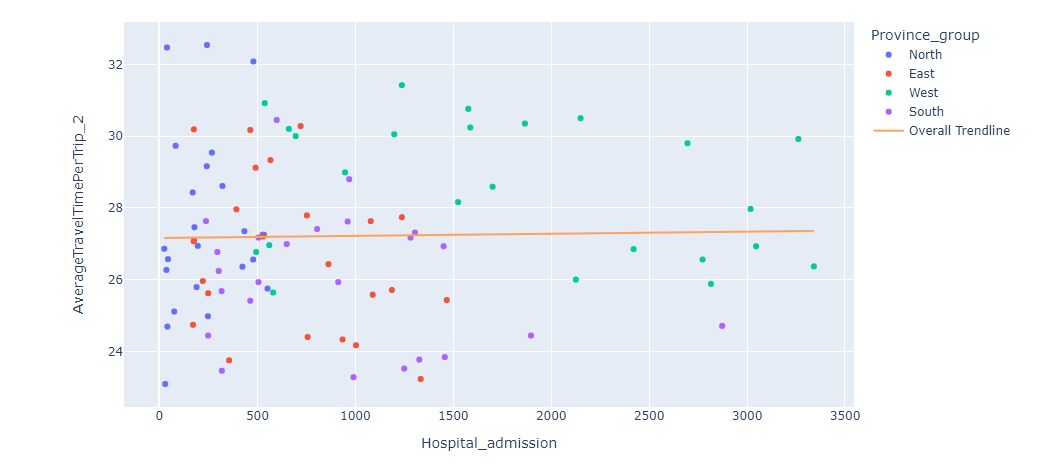 Province_group
North
East
West
South
Overall Trendline
AverageTravelTimePerTrip_2
32
30
28
26
24
0 500 1000 1500 2000 2500 3000 3500
Hospital_admission